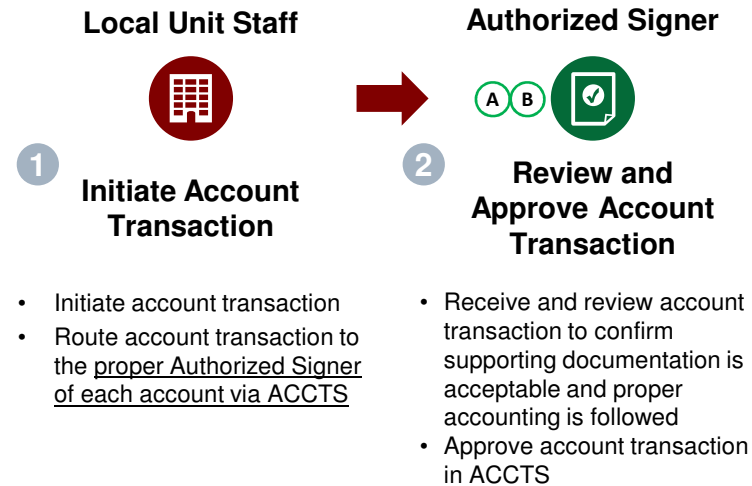 Local Unit Staff
1
Initiate Account
Transaction
• Initiate account transaction
• Route account transaction to
the proper Authorized Signer
of each account via ACCTS
Authorized Signer
A B
2
Review and
Approve Account
Transaction
• Receive and review account
transaction to confirm
supporting documentation is
acceptable and proper
accounting is followed
• Approve account transaction
in ACCTS